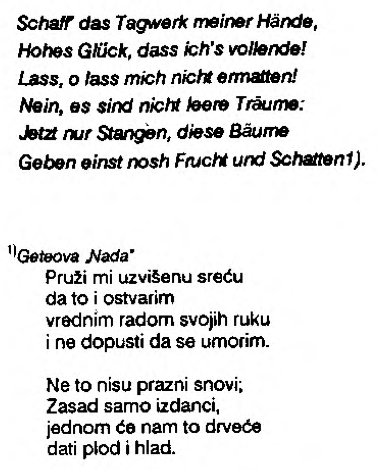 Schaff' das Tagwerk meiner Hände,
Hohes Glück, dass ich's vollende!
Lass, o lass mich nicht ermatten!
Nein, es sind nicht leere Träume:
Jetzt nur Stangen, diese Bäume
Geben einst nosh Frucht und Schatten1).
1)Geteova „Nada"
Pruži mi uzvišenu sreću
da to i ostvarim
vrednim radom svojih ruku
i ne dopusti da se umorim.
Ne to nisu prazni snovi;
Zasad samo izdanci,
jednom će nam to drveće
dati plod i hlad.